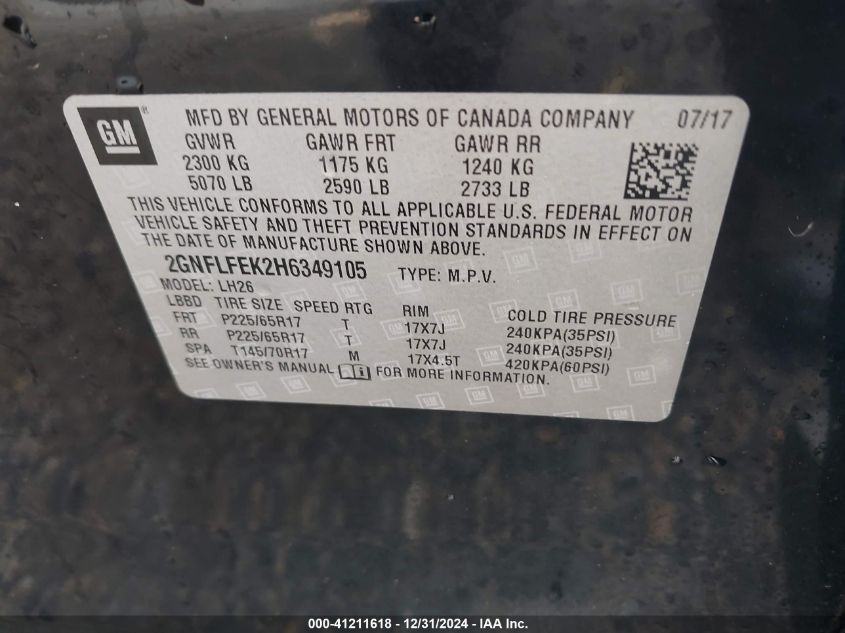 GM ® MFD BY GENERAL MOTORS OF CANADA COMPANY 07/17
GVWR GAWR FRT GAWR RR
2300 KG 1175 KG 1240 KG
5070 LB 2590 LB 2733 LB
THIS VEHICLE CONFORMS TO ALL APPLICABLE U.S. FEDERAL MOTOR
VEHICLE SAFETY AND THEFT PREVENTION STANDARDS IN EFFECT ON
THE DATE OF MANUFACTURE SHOWN ABOVE.
2GNFLFEK2H6349105 TYPE: M.P.V.
MODEL: LH26
LBBD TIRE SIZE SPEED RTG RIM COLD TIRE PRESSURE
FRT P225/65R17 T 17X7J 240KPA(35PSI)
RR P225/65R17 T 17X7J 240KPA(35PSI)
SPA T145/70R17 M 17X4.5T 420KPA(60PSI)
SEE OWNER'S MANUAL FOR MORE INFORMATION.
000-41211618 - 12/31/2024 - IAA Inc.